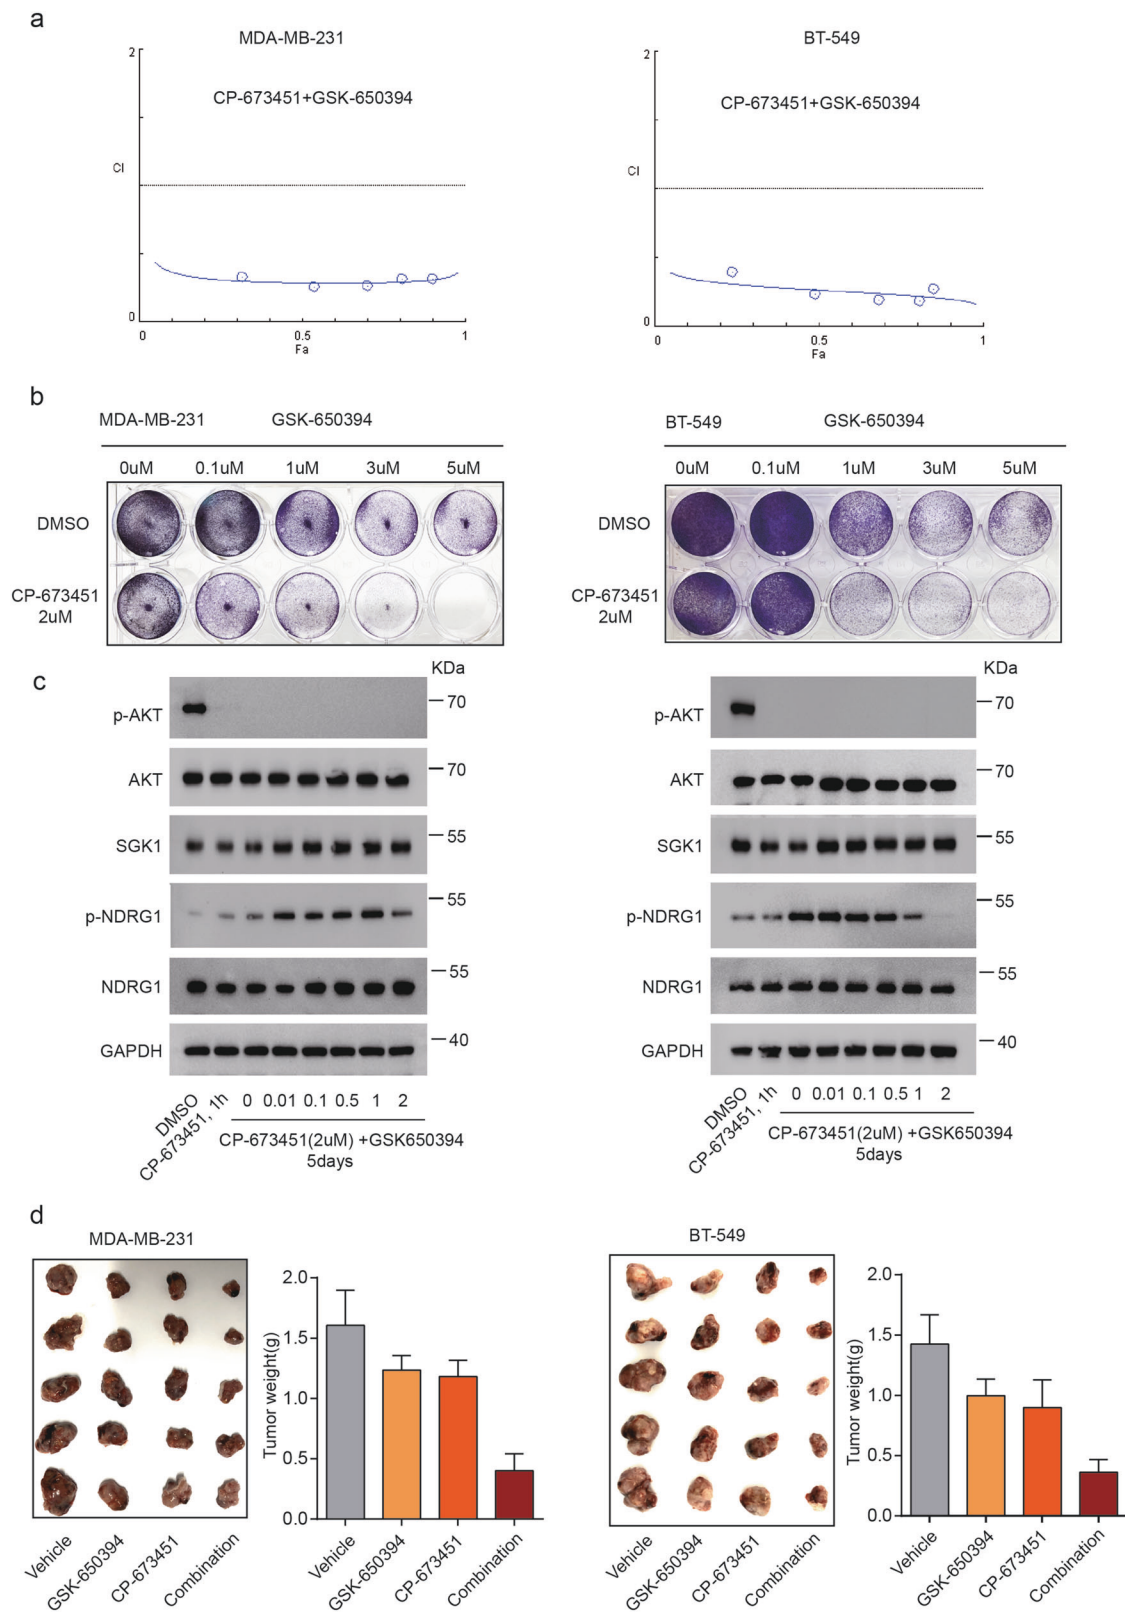 a
MDA-MB-231
BT-549
2
CP-673451+GSK-650394
CI
0
0
0.5
1
Fa
2
CP-673451+GSK-650394
CI
0
0
0.5
1
Fa
b
MDA-MB-231
GSK-650394
0uM 0.1uM 1uM 3uM 5uM
DMSO
CP-673451
2uM
BT-549
GSK-650394
0uM 0.1uM 1uM 3uM 5uM
DMSO
CP-673451
2uM
c
KDa
p-AKT
70
AKT
70
SGK1
55
p-NDRG1
55
NDRG1
55
GAPDH
40
DMSO
CP-673451, 1h
0 0.01 0.1 0.5 1 2
CP-673451(2uM) +GSK650394
5days
KDa
p-AKT
70
AKT
70
SGK1
55
p-NDRG1
55
NDRG1
55
GAPDH
40
DMSO
CP-673451, 1h
0 0.01 0.1 0.5 1 2
CP-673451(2uM) +GSK650394
5days
d
MDA-MB-231
Vehicle
GSK-650394
CP-673451
Combination
Tumor weight(g)
2.0
1.5
1.0
0.5
0.0
Vehicle
GSK-650394
CP-673451
Combination
BT-549
Vehicle
GSK-650394
CP-673451
Combination
Tumor weight(g)
2.0
1.5
1.0
0.5
0.0
Vehicle
GSK-650394
CP-673451
Combination